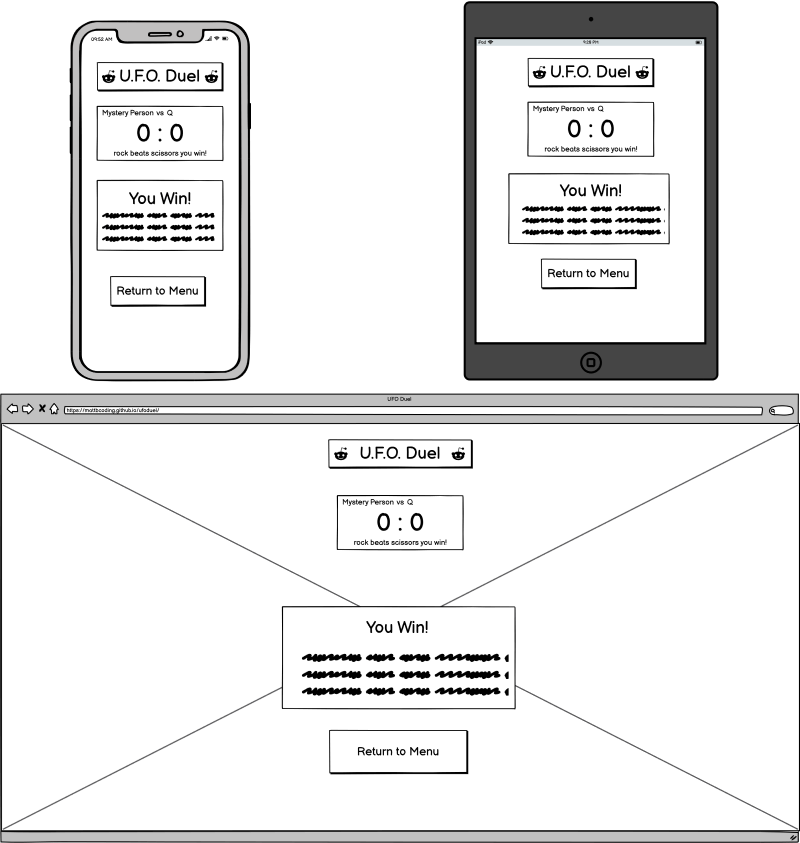 09:52 AM
U.F.O. Duel
Mystery Person vs Q
0 : 0
rock beats scissors you win!
You Win!
Return to Menu
iPod
9:25 PM
U.F.O. Duel
Mystery Person vs Q
0 : 0
rock beats scissors you win!
You Win!
Return to Menu
UFO Duel
https://mattbcoding.github.io/ufoduel/
U.F.O. Duel
Mystery Person vs Q
0 : 0
rock beats scissors you win!
You Win!
Return to Menu